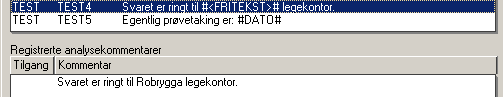 TEST TEST4 Svaret er ringt til #<FRITEKST># legekontor.
TEST TEST5 Egentlig prøvetaking er: #DATO#
Registrerte analysekommentarer
Tilgang Kommentar
Svaret er ringt til Robrygga legekontor.